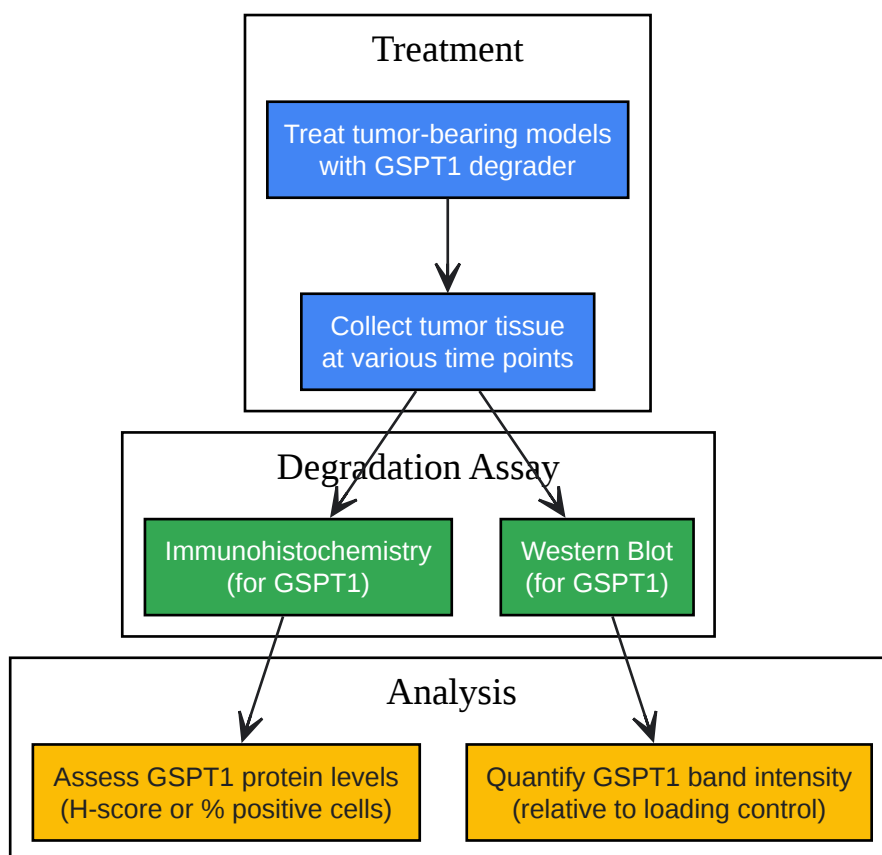 Treatment
Treat tumor-bearing models
with GSPT1 degrader
Collect tumor tissue
at various time points
Degradation Assay
Immunohistochemistry
(for GSPT1)
Western Blot
(for GSPT1)
Analysis
Assess GSPT1 protein levels
(H-score or % positive cells)
Quantify GSPT1 band intensity
(relative to loading control)